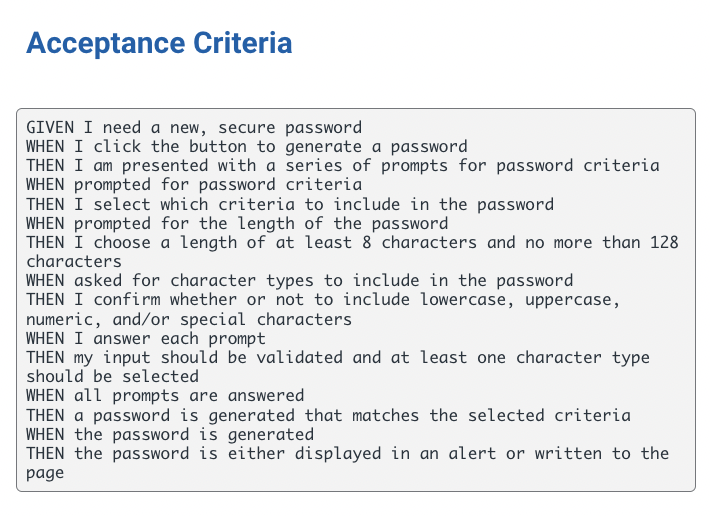 Acceptance Criteria
GIVEN I need a new, secure password
WHEN I click the button to generate a password
THEN I am presented with a series of prompts for password criteria
WHEN prompted for password criteria
THEN I select which criteria to include in the password
WHEN prompted for the length of the password
THEN I choose a length of at least 8 characters and no more than 128
characters
WHEN asked for character types to include in the password
THEN I confirm whether or not to include lowercase, uppercase,
numeric, and/or special characters
WHEN I answer each prompt
THEN my input should be validated and at least one character type
should be selected
WHEN all prompts are answered
THEN a password is generated that matches the selected criteria
WHEN the password is generated
THEN the password is either displayed in an alert or written to the
page